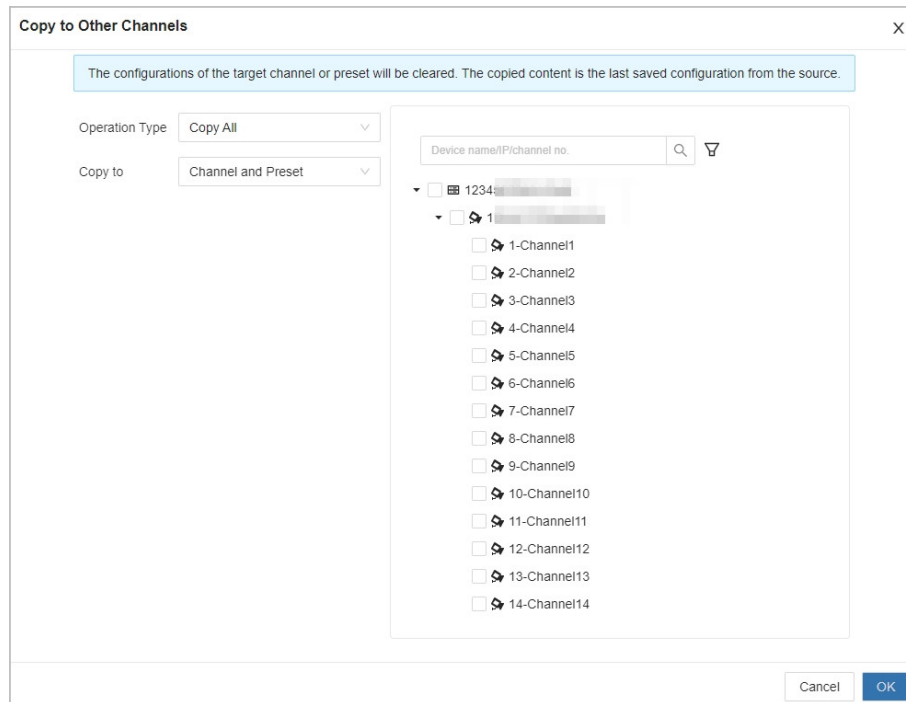 Copy to Other Channels
X
The configurations of the target channel or preset will be cleared. The copied content is the last saved configuration from the source.
Operation Type
Copy All
Copy to
Channel and Preset
Device name/IP/channel no.
1234
1
1-Channel1
2-Channel2
3-Channel3
4-Channel4
5-Channel5
6-Channel6
7-Channel7
8-Channel8
9-Channel9
10-Channel10
11-Channel11
12-Channel12
13-Channel13
14-Channel14
Cancel
OK